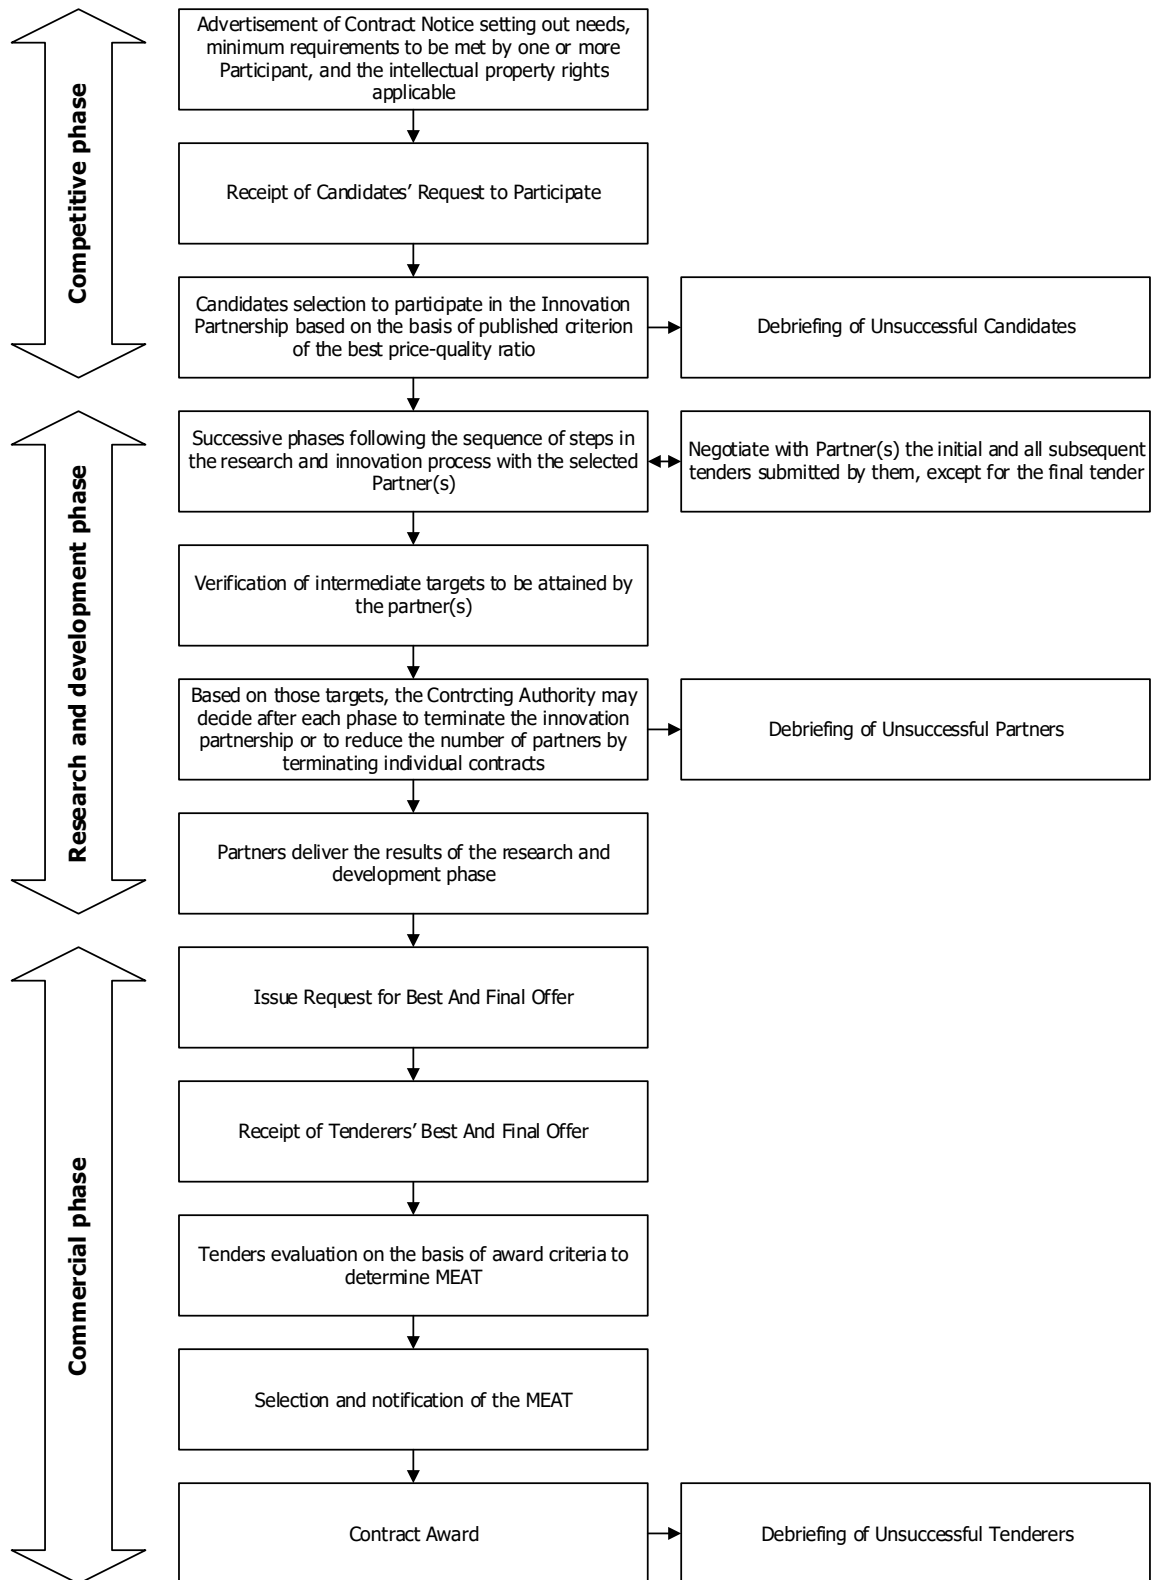 Competitive phase
Advertisement of Contract Notice setting out needs,
minimum requirements to be met by one or more
Participant, and the intellectual property rights
applicable
Receipt of Candidates’ Request to Participate
Candidates selection to participate in the Innovation
Partnership based on the basis of published criterion
of the best price-quality ratio
Debriefing of Unsuccessful Candidates
Research and development phase
Successive phases following the sequence of steps in
the research and innovation process with the selected
Partner(s)
Negotiate with Partner(s) the initial and all subsequent
tenders submitted by them, except for the final tender
Verification of intermediate targets to be attained by
the partner(s)
Based on those targets, the Contrcting Authority may
decide after each phase to terminate the innovation
partnership or to reduce the number of partners by
terminating individual contracts
Debriefing of Unsuccessful Partners
Partners deliver the results of the research and
development phase
Commercial phase
Issue Request for Best And Final Offer
Receipt of Tenderers’ Best And Final Offer
Tenders evaluation on the basis of award criteria to
determine MEAT
Selection and notification of the MEAT
Contract Award
Debriefing of Unsuccessful Tenderers